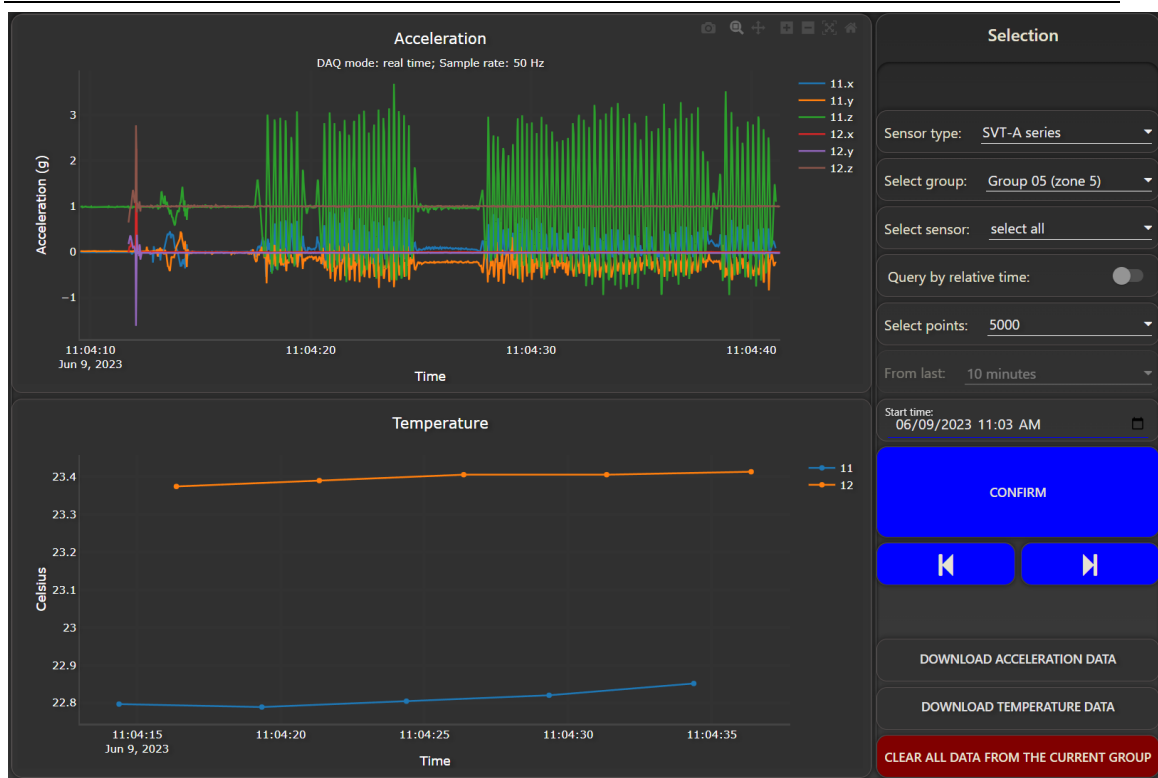 Acceleration
DAQ mode: real time; Sample rate: 50 Hz
11.x
11.y
11.z
12.x
12.y
12.z
Acceleration (g)
3
2
1
0
−1
11:04:10
Jun 9, 2023
11:04:20
11:04:30
11:04:40
Time
Temperature
11
12
Celsius
23.4
23.3
23.2
23.1
23
22.9
22.8
11:04:15
Jun 9, 2023
11:04:20
11:04:25
11:04:30
11:04:35
Time
Selection
Sensor type: SVT-A series
Select group: Group 05 (zone 5)
Select sensor: select all
Query by relative time:
Select points: 5000
From last: 10 minutes
Start time:
06/09/2023 11:03 AM
CONFIRM
DOWNLOAD ACCELERATION DATA
DOWNLOAD TEMPERATURE DATA
CLEAR ALL DATA FROM THE CURRENT GROUP